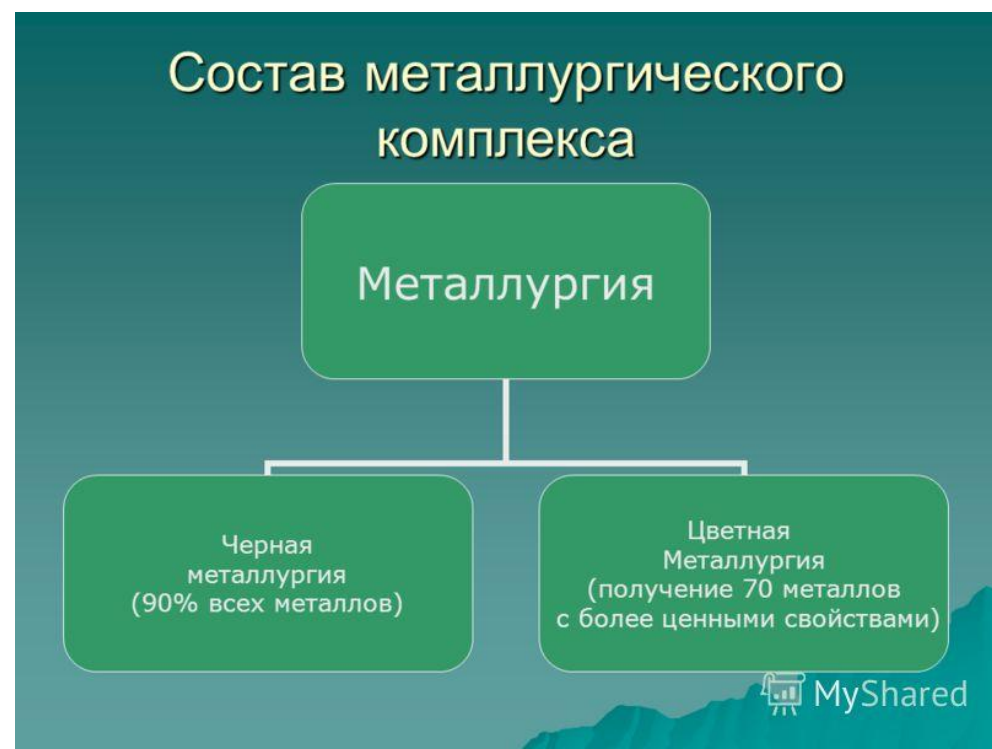 Состав металлургического
комплекса
Металлургия
Черная
металлургия
(90% всех металлов)
Цветная
Металлургия
(получение 70 металлов
с более ценными свойствами)
MyShared